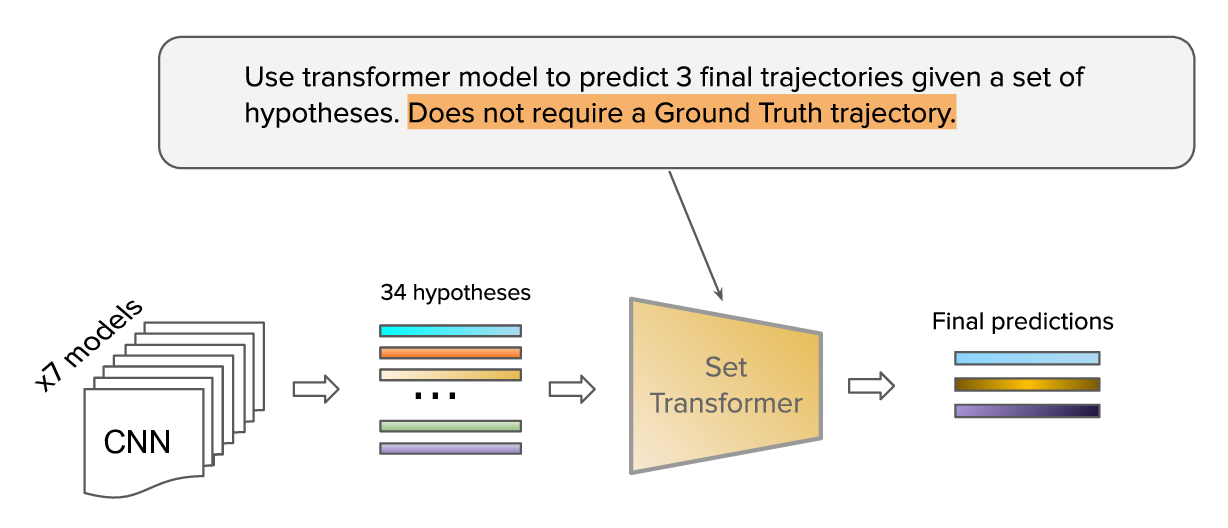 Use transformer model to predict 3 final trajectories given a set of
hypotheses. Does not require a Ground Truth trajectory.
x7 models
CNN
34 hypotheses
...
Set
Transformer
Final predictions